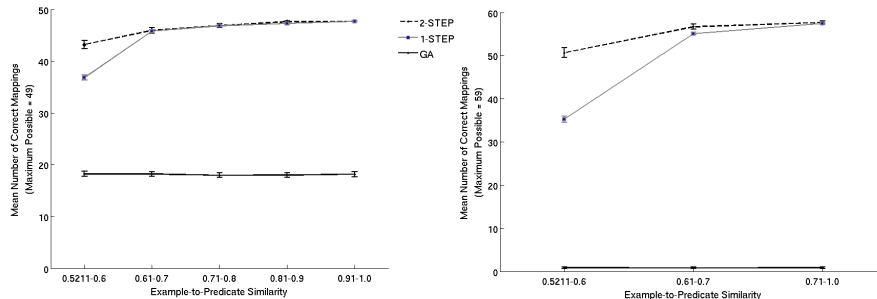 50
40
30
20
10
0
Mean Number of Correct Mappings
(Maximum Possible = 49)
0.5211-0.6
0.61-0.7
0.71-0.8
0.81-0.9
0.91-1.0
Example-to-Predicate Similarity
2-STEP
1-STEP
GA
60
50
40
30
20
10
0
Mean Number of Correct Mappings
(Maximum Possible = 59)
0.5211-0.6
0.61-0.7
0.71-1.0
Example-to-Predicate Similarity